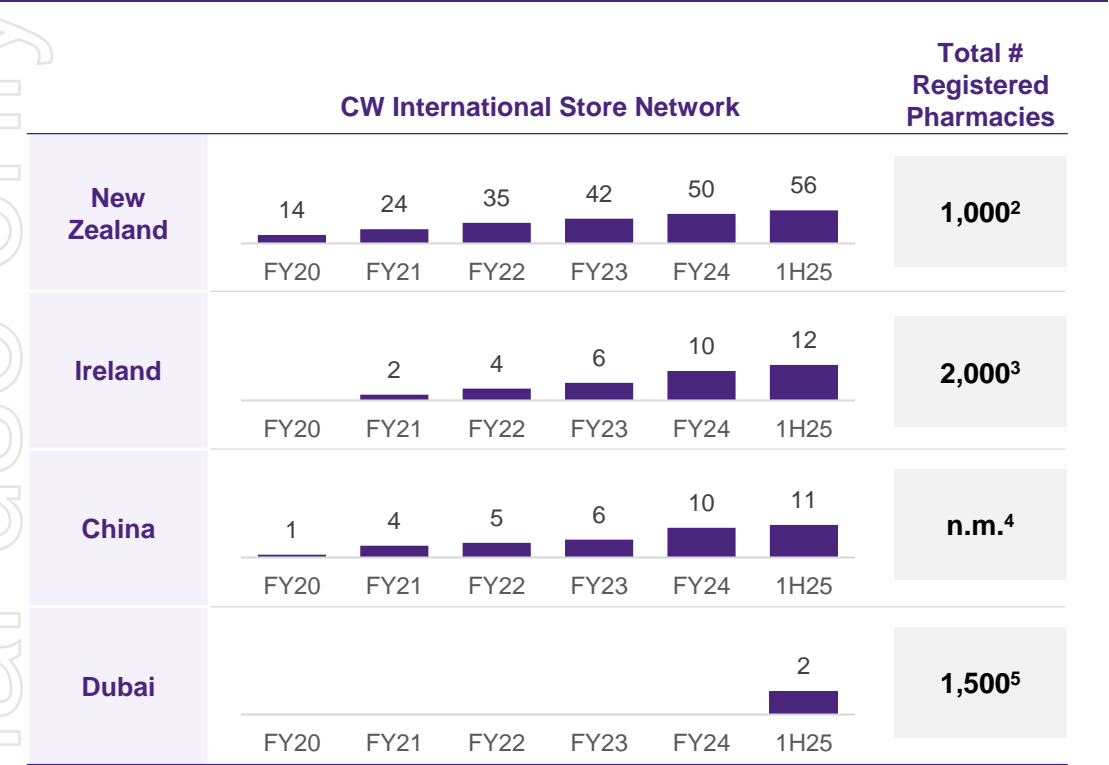 CW International Store Network
Total #
Registered
Pharmacies
New
Zealand
14 24 35 42 50 56
FY20 FY21 FY22 FY23 FY24 1H25
1,000²
Ireland
2 4 6 10 12
FY20 FY21 FY22 FY23 FY24 1H25
2,000³
China
1 4 5 6 10 11
FY20 FY21 FY22 FY23 FY24 1H25
n.m.⁴
Dubai
2
FY20 FY21 FY22 FY23 FY24 1H25
1,500⁵